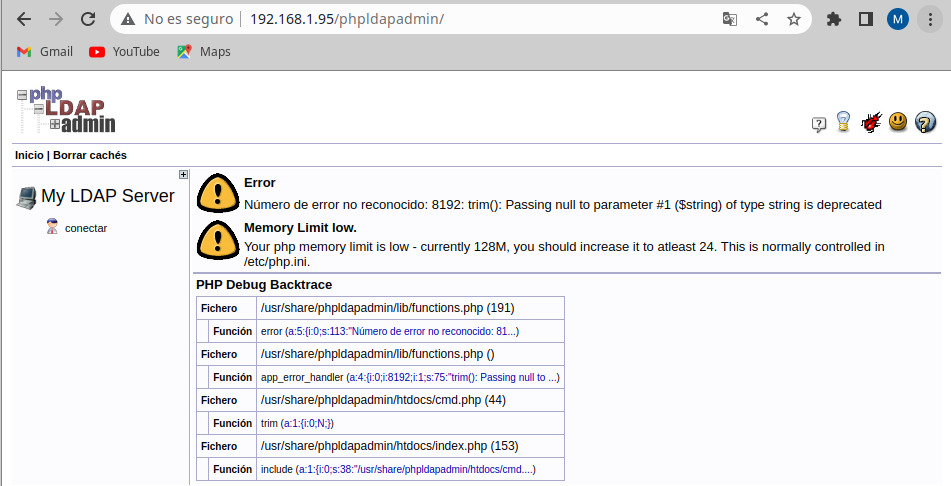 No es seguro 192.168.1.95/phpldapadmin/
M
Gmail YouTube Maps
php
LDAP
admin
Inicio | Borrar cachés
My LDAP Server
conectar
Error
Número de error no reconocido: 8192: trim(): Passing null to parameter #1 ($string) of type string is deprecated
Memory Limit low.
Your php memory limit is low - currently 128M, you should increase it to atleast 24. This is normally controlled in
/etc/php.ini.
PHP Debug Backtrace
Fichero /usr/share/phpldapadmin/lib/functions.php (191)
Función error (a:5:{i:0;s:113:"Número de error no reconocido: 81...)
Fichero /usr/share/phpldapadmin/lib/functions.php ()
Función app_error_handler (a:4:{i:0;i:8192;i:1;s:75:"trim(): Passing null to ...)
Fichero /usr/share/phpldapadmin/htdocs/cmd.php (44)
Función trim (a:1:{i:0;N;})
Fichero /usr/share/phpldapadmin/htdocs/index.php (153)
Función include (a:1:{i:0;s:38:"/usr/share/phpldapadmin/htdocs/cmd....)